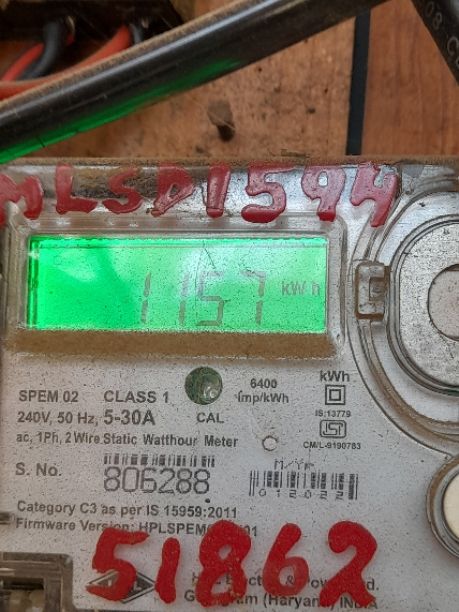 MLSD1594
1157 kWh
SPEM 02 CLASS 1 6400 imp/kWh kWh
240V, 50 Hz, 5-30A CAL IS:13779
ac, 1Ph, 2 Wire Static Watthour Meter CM/L-9190783
S. No. 806288 M/Yr 012022
Category C3 as per IS 15959:2011
Firmware Version:
51862